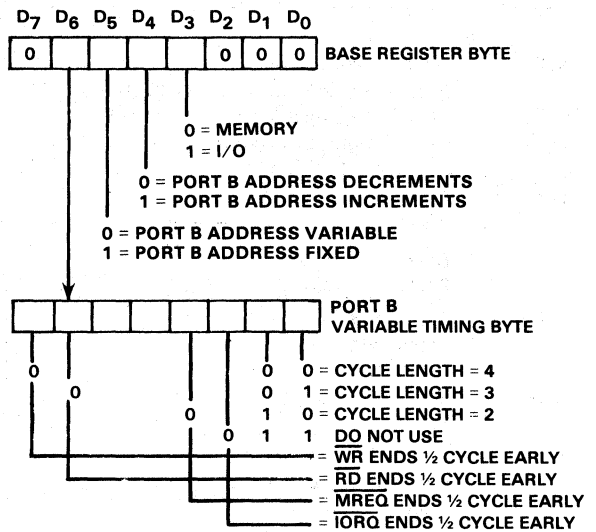 D7 D6 D5 D4 D3 D2 D1 D0
0 0 0 0 BASE REGISTER BYTE
0 = MEMORY
1 = I/O
0 = PORT B ADDRESS DECREMENTS
1 = PORT B ADDRESS INCREMENTS
0 = PORT B ADDRESS VARIABLE
1 = PORT B ADDRESS FIXED
PORT B
VARIABLE TIMING BYTE
0 0 0 = CYCLE LENGTH = 4
0 0 1 = CYCLE LENGTH = 3
0 1 0 = CYCLE LENGTH = 2
0 1 1 DO NOT USE
= W̅R̅ ENDS ½ CYCLE EARLY
= R̅D̅ ENDS ½ CYCLE EARLY
= M̅R̅E̅Q̅ ENDS ½ CYCLE EARLY
= I̅O̅R̅Q̅ ENDS ½ CYCLE EARLY